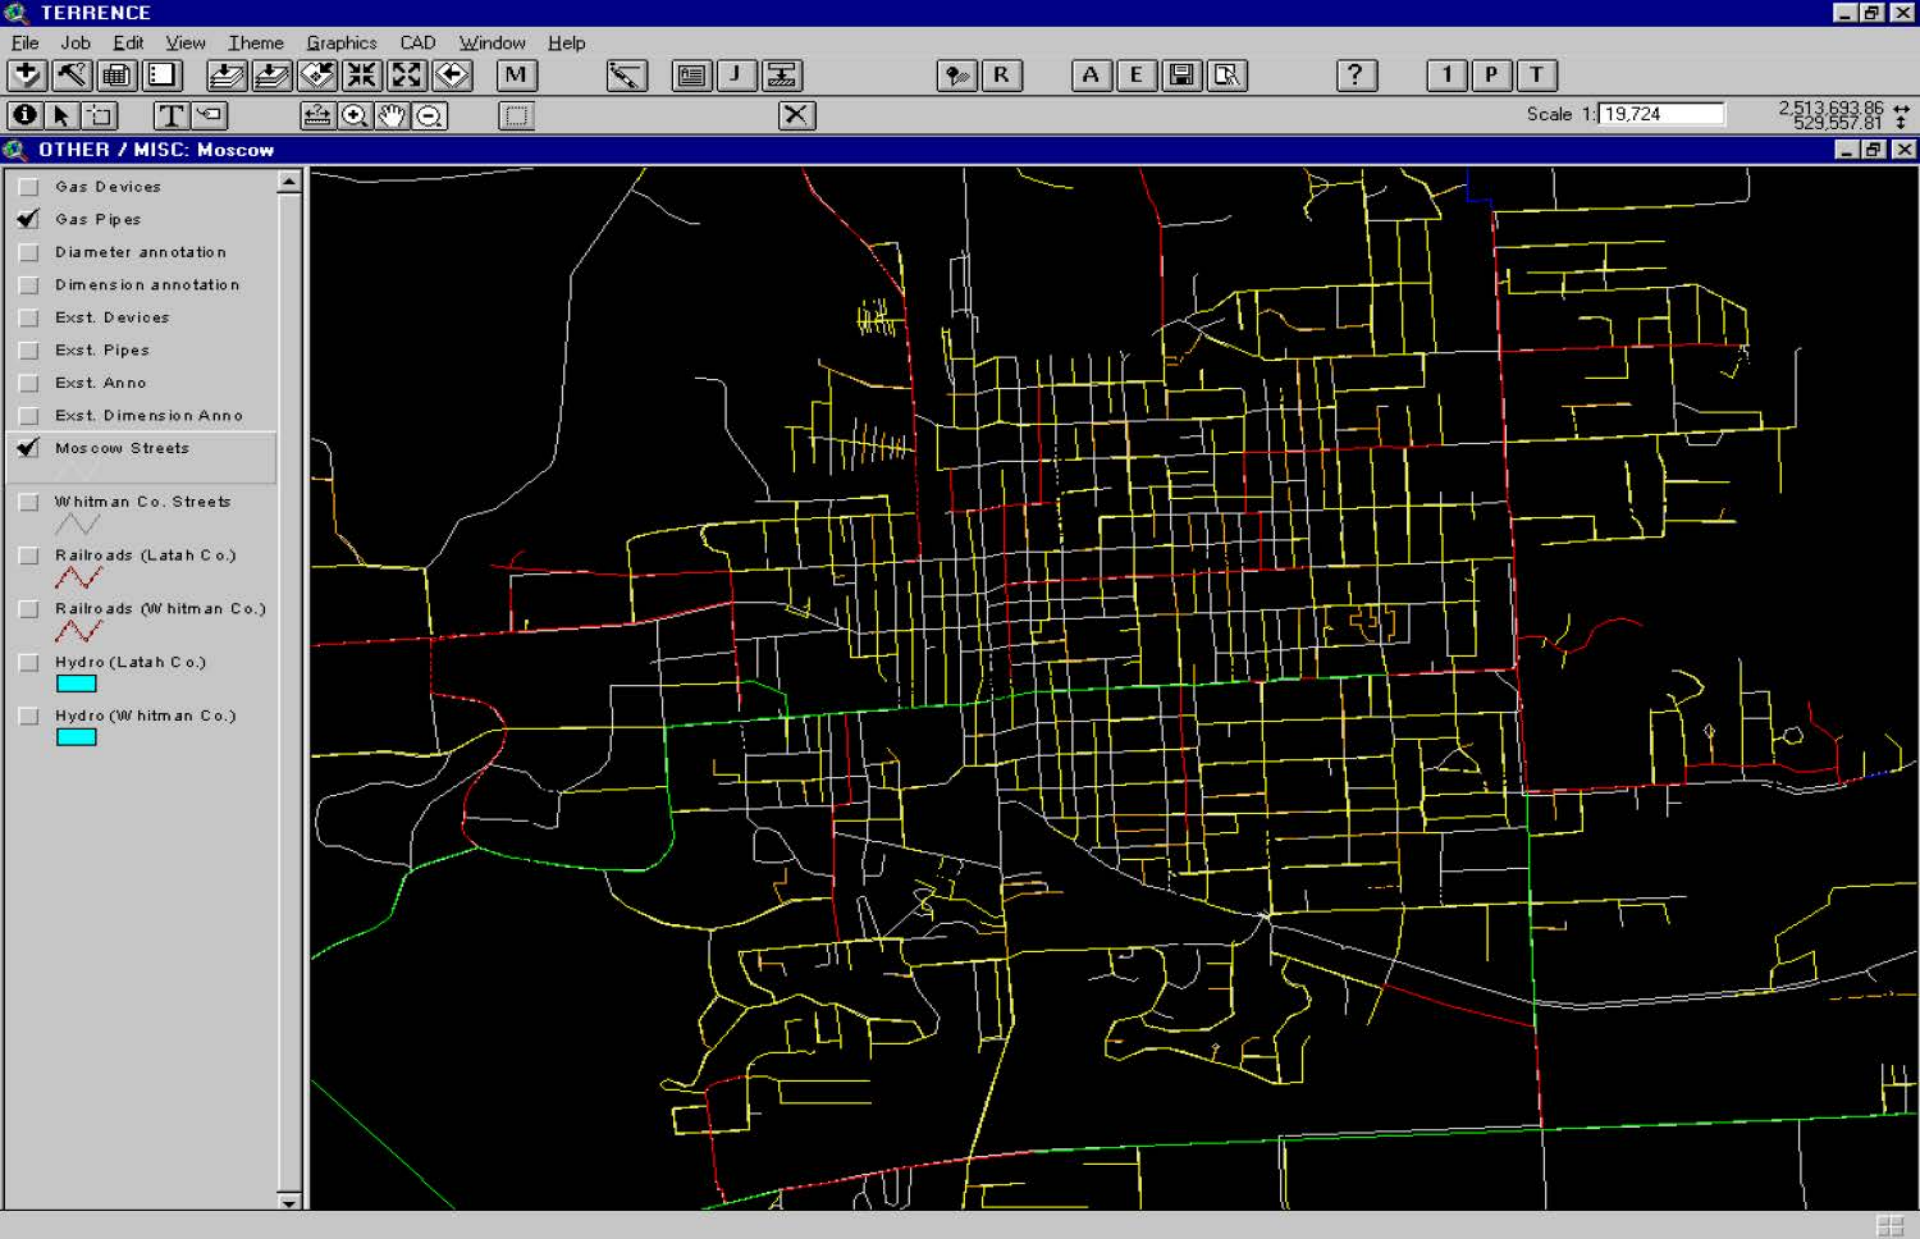 TERRENCE
File Job Edit View Theme Graphics CAD Window Help
M J R A E ? 1 P T
T Scale 1: 19,724 2,513,693.86
529,557.81
OTHER / MISC: Moscow
Gas Devices
Gas Pipes
Diameter annotation
Dimension annotation
Exst. Devices
Exst. Pipes
Exst. Anno
Exst. Dimension Anno
Moscow Streets
Whitman Co. Streets
Railroads (Latah Co.)
Railroads (Whitman Co.)
Hydro (Latah Co.)
Hydro (Whitman Co.)